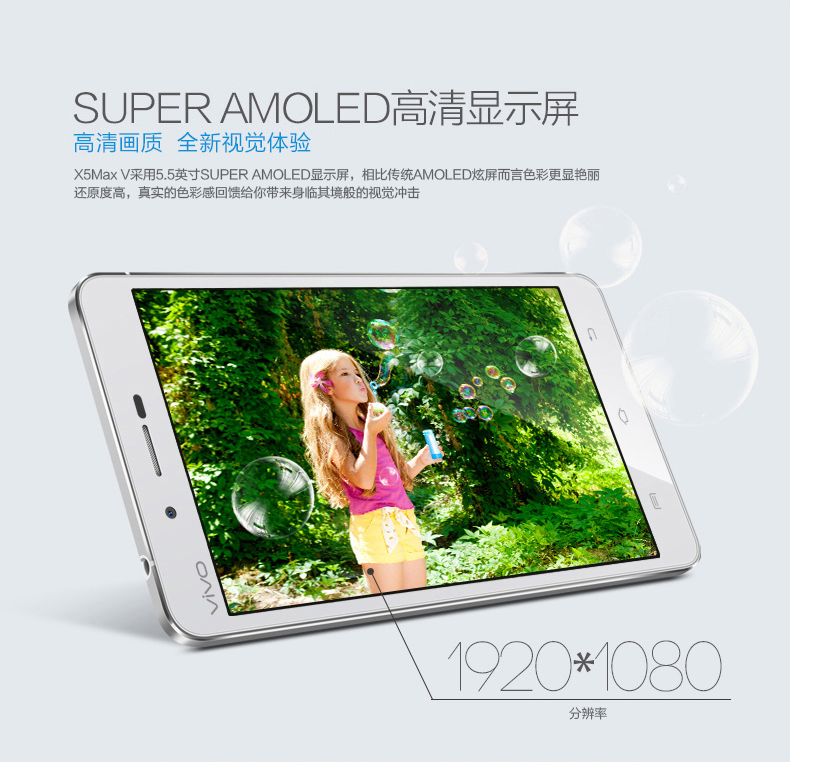 SUPER AMOLED高清显示屏
高清画质 全新视觉体验
X5Max V采用5.5英寸SUPER AMOLED显示屏，相比传统AMOLED炫屏而言色彩更显艳丽
还原度高，真实的色彩感回馈给你带来身临其境般的视觉冲击
vivo
1920*1080
分辨率